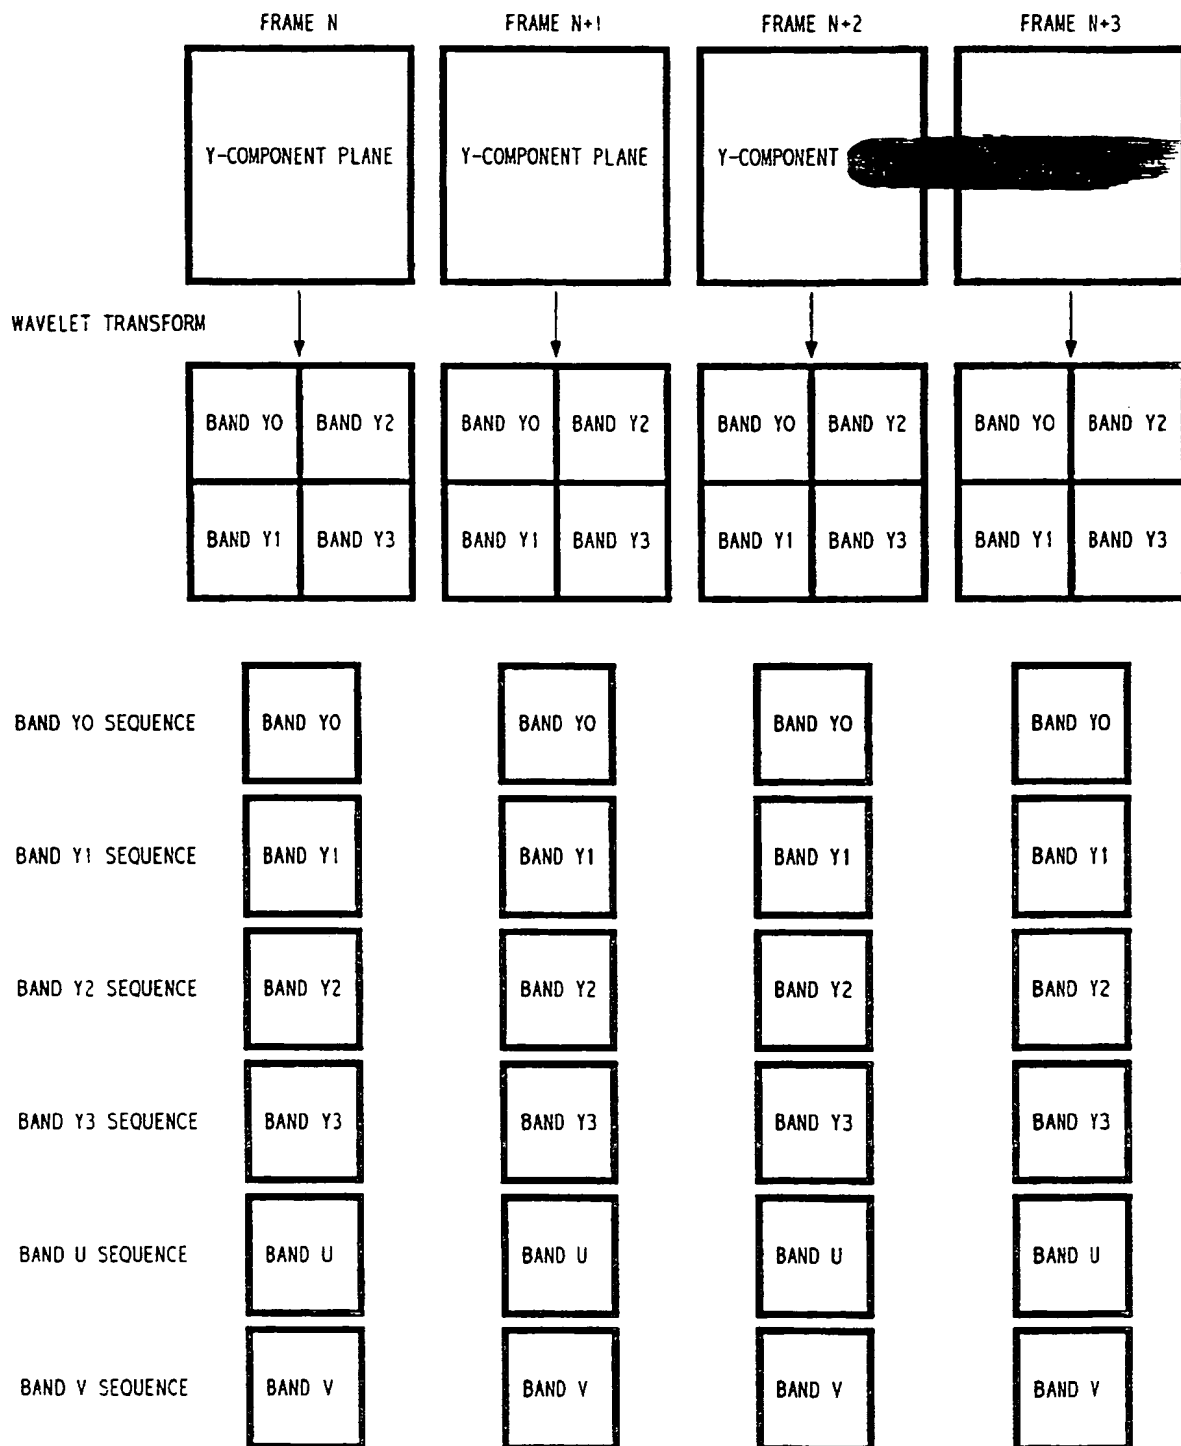 FRAME N FRAME N+1 FRAME N+2 FRAME N+3
Y-COMPONENT PLANE Y-COMPONENT PLANE Y-COMPONENT
WAVELET TRANSFORM
BAND Y0 BAND Y2 BAND Y0 BAND Y2 BAND Y0 BAND Y2 BAND Y0 BAND Y2
BAND Y1 BAND Y3 BAND Y1 BAND Y3 BAND Y1 BAND Y3 BAND Y1 BAND Y3
BAND Y0 SEQUENCE BAND Y0 BAND Y0 BAND Y0 BAND Y0
BAND Y1 SEQUENCE BAND Y1 BAND Y1 BAND Y1 BAND Y1
BAND Y2 SEQUENCE BAND Y2 BAND Y2 BAND Y2 BAND Y2
BAND Y3 SEQUENCE BAND Y3 BAND Y3 BAND Y3 BAND Y3
BAND U SEQUENCE BAND U BAND U BAND U BAND U
BAND V SEQUENCE BAND V BAND V BAND V BAND V